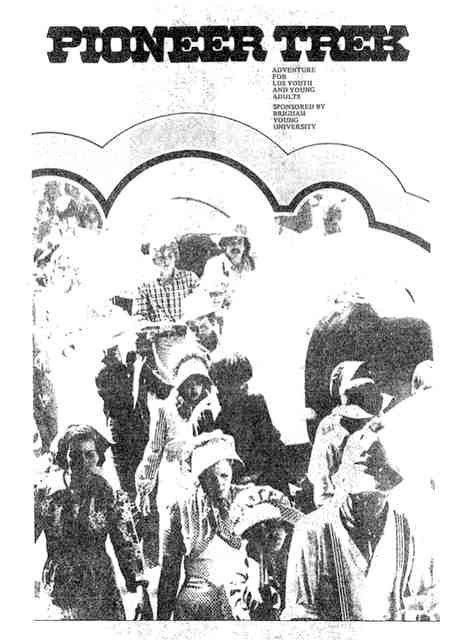 PIONEER TREK
ADVENTURE
FOR
LDS YOUTH
AND YOUNG
ADULTS
SPONSORED BY
BRIGHAM
YOUNG
UNIVERSITY